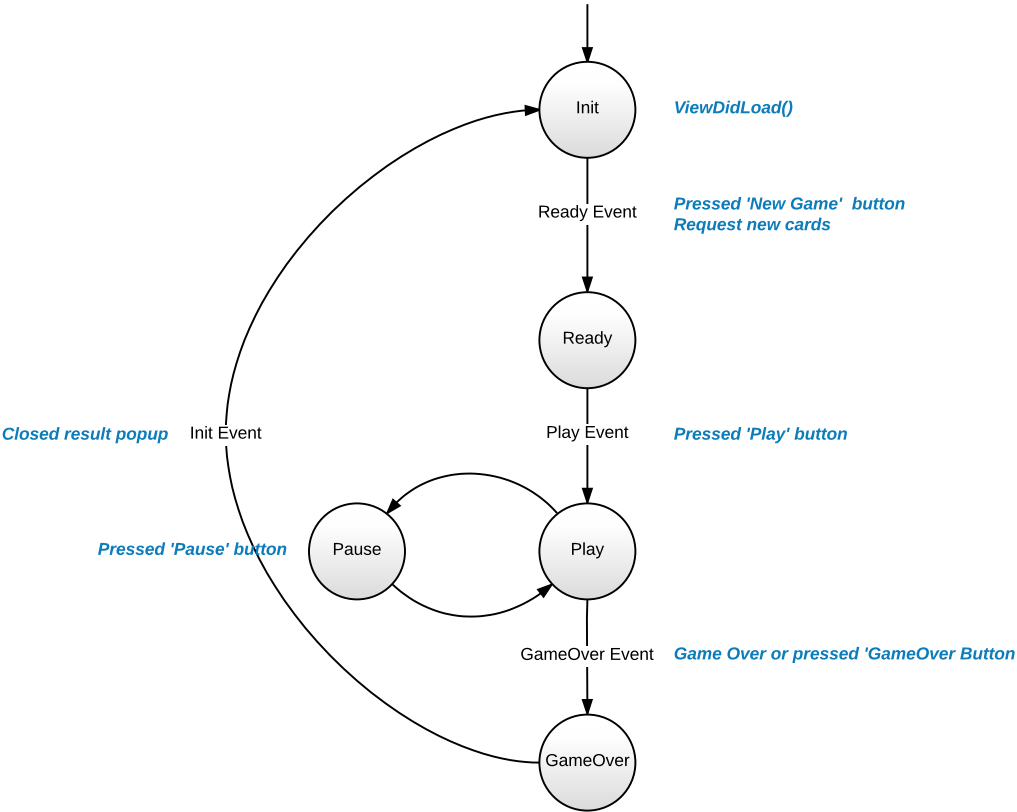 Init
ViewDidLoad()
Ready Event
Pressed 'New Game'  button
Request new cards
Ready
Closed result popup
Init Event
Play Event
Pressed 'Play' button
Pressed 'Pause' button
Pause
Play
GameOver Event
Game Over or pressed 'GameOver Button
GameOver